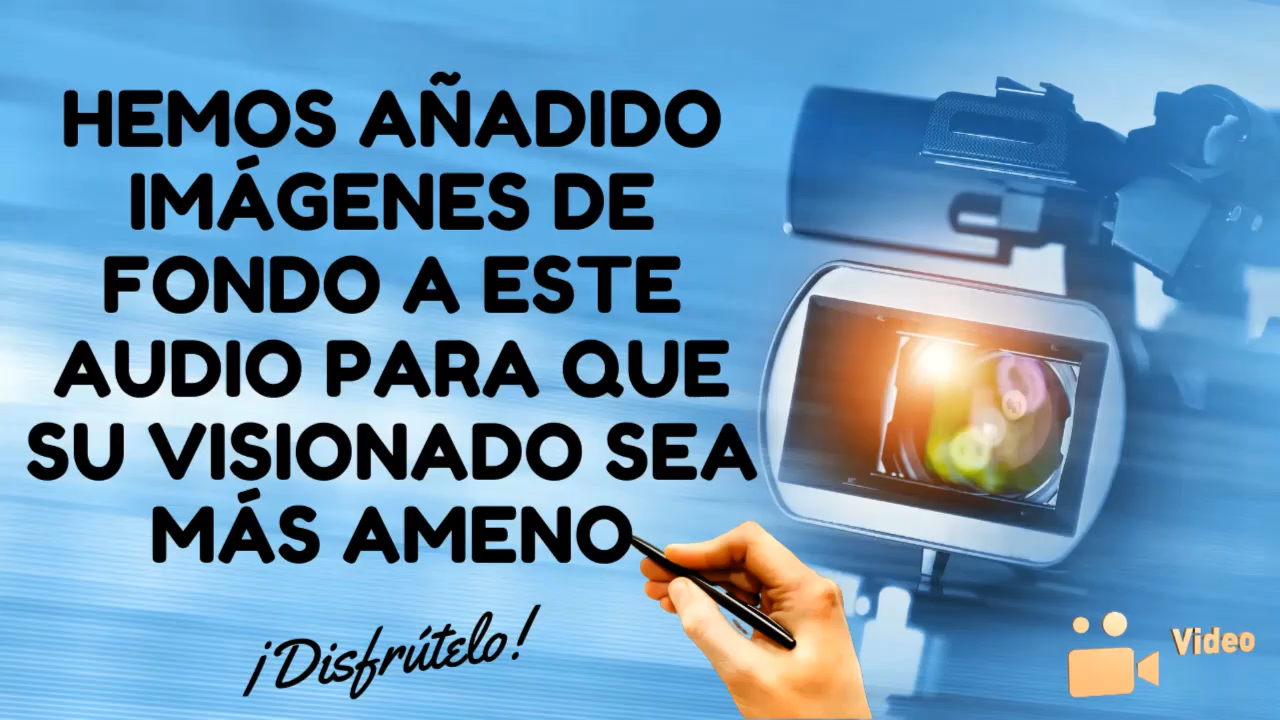 HEMOS AÑADIDO
IMÁGENES DE
FONDO A ESTE
AUDIO PARA QUE
SU VISIONADO SEA
MÁS AMENO
¡Disfrútelo!
Video